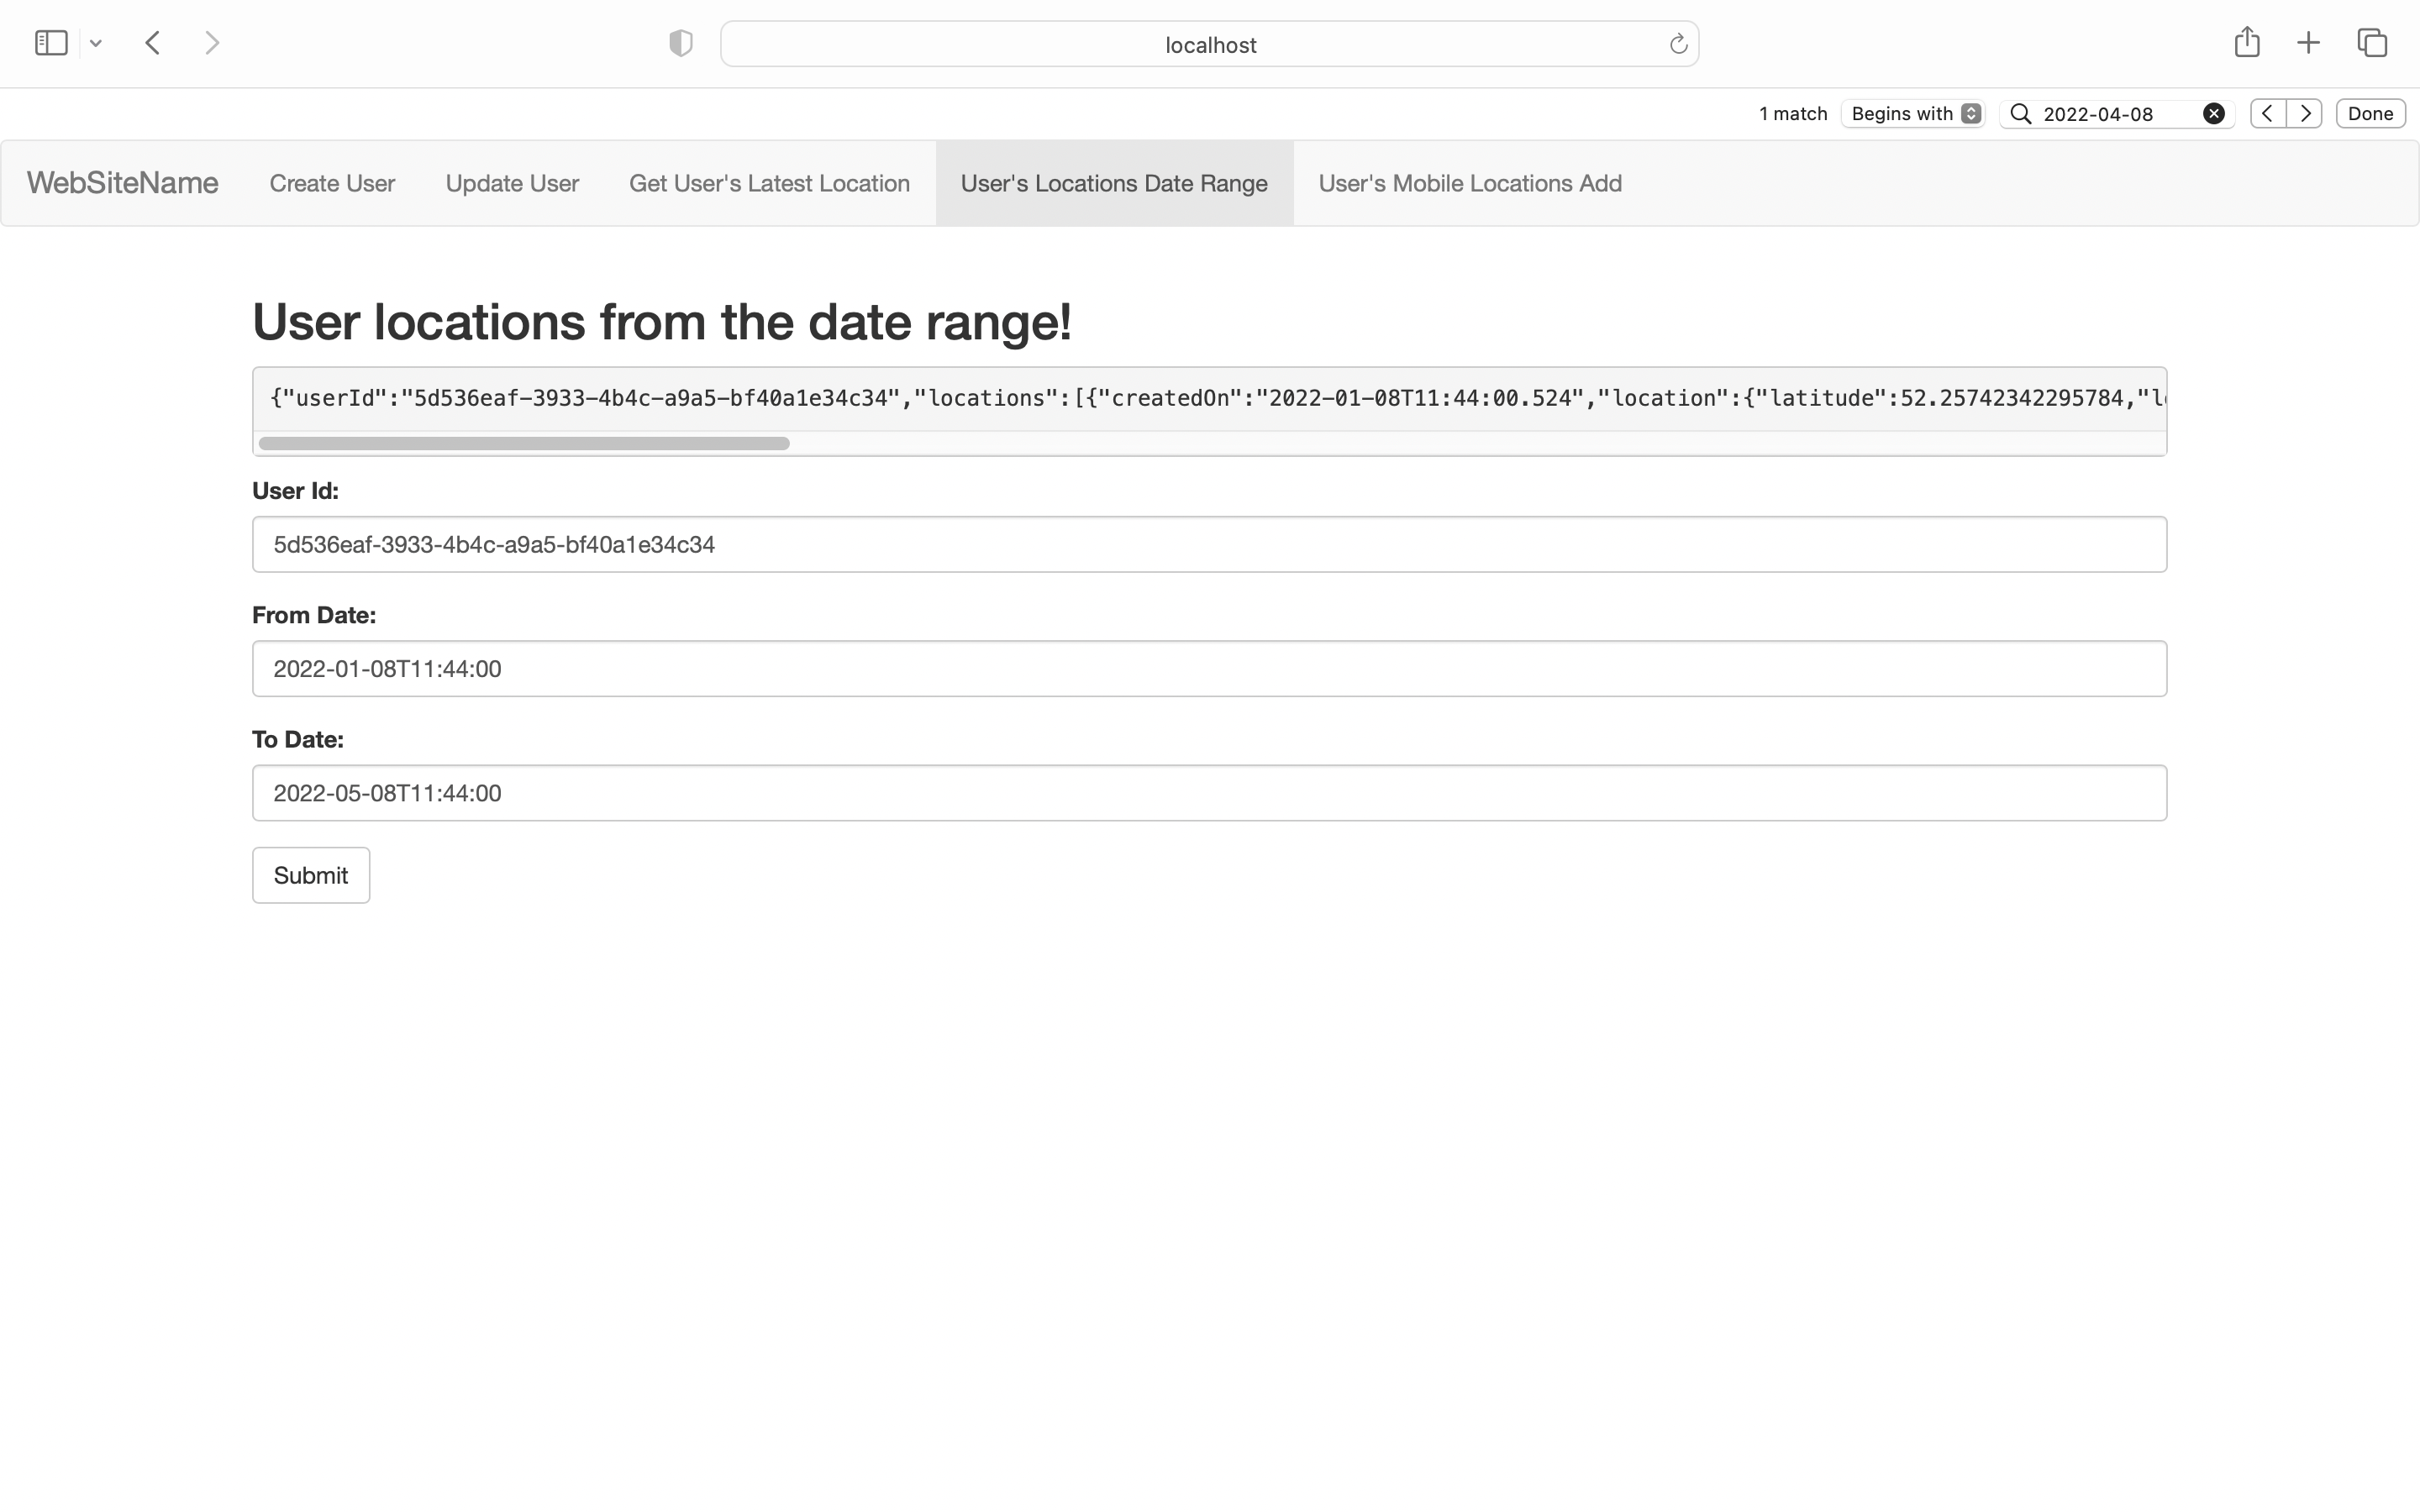 localhost
1 match Begins with 2022-04-08 Done
WebSiteName Create User Update User Get User's Latest Location User's Locations Date Range User's Mobile Locations Add
User locations from the date range!
{"userId":"5d536eaf-3933-4b4c-a9a5-bf40a1e34c34","locations":[{"createdOn":"2022-01-08T11:44:00.524","location":{"latitude":52.25742342295784,"l
User Id:
5d536eaf-3933-4b4c-a9a5-bf40a1e34c34
From Date:
2022-01-08T11:44:00
To Date:
2022-05-08T11:44:00
Submit